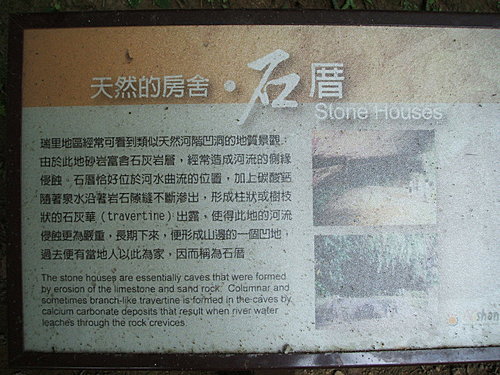 天然的房舍・石厝
Stone Houses
瑞里地區經常可看到類似天然河階凹洞的地質景觀.
由於此地砂岩富含石灰岩層,經常造成河流的側緣
侵蝕。石厝恰好位於河水曲流的位置,加上碳酸鈣
隨著泉水沿著岩石隙縫不斷滲出,形成柱狀或樹枝
狀的石灰華(travertine)出露,使得此地的河流
侵蝕更為嚴重,長期下來,便形成山邊的一個凹地,
過去便有當地人以此為家,因而稱為石厝
The stone houses are essentially caves that were formed
by erosion of the limestone and sand rock. Columnar and
sometimes branch-like travertine is formed in the caves by
calcium carbonate deposits that result when river water
leaches through the rock crevices.